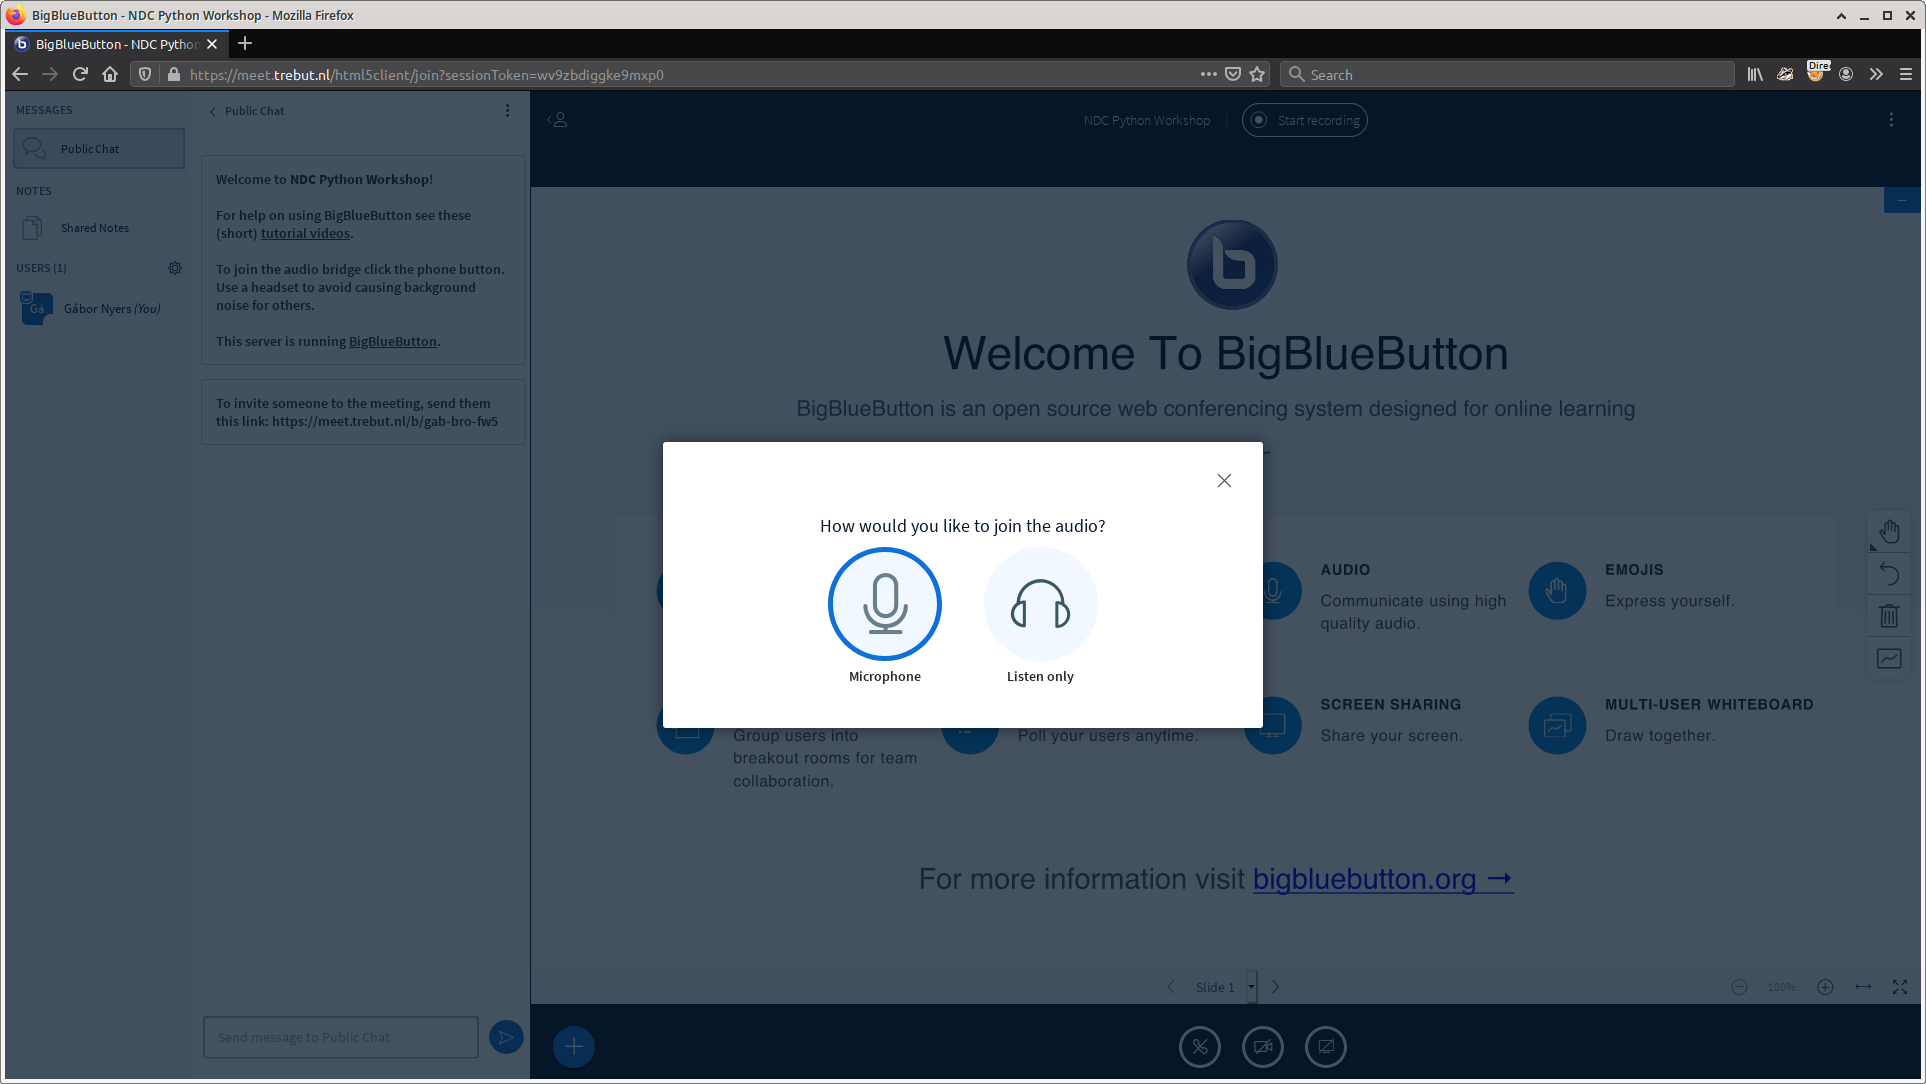 BigBlueButton - NDC Python Workshop - Mozilla Firefox
BigBlueButton - NDC Python
https://meet.trebut.nl/html5client/join?sessionToken=wv9zbdiggke9mxp0
Search
Dire
MESSAGES
Public Chat
NOTES
Shared Notes
USERS (1)
Gá
Gábor Nyers (You)
Public Chat
Welcome to NDC Python Workshop!
For help on using BigBlueButton see these
(short) tutorial videos.
To join the audio bridge click the phone button.
Use a headset to avoid causing background
noise for others.
This server is running BigBlueButton.
To invite someone to the meeting, send them
this link: https://meet.trebut.nl/b/gab-bro-fw5
Send message to Public Chat
NDC Python Workshop
Start recording
Welcome To BigBlueButton
BigBlueButton is an open source web conferencing system designed for online learning
How would you like to join the audio?
Microphone
Listen only
AUDIO
Communicate using high
quality audio.
EMOJIS
Express yourself.
Group users into
breakout rooms for team
collaboration.
Poll your users anytime.
SCREEN SHARING
Share your screen.
MULTI-USER WHITEBOARD
Draw together.
For more information visit bigbluebutton.org →
Slide 1
100%